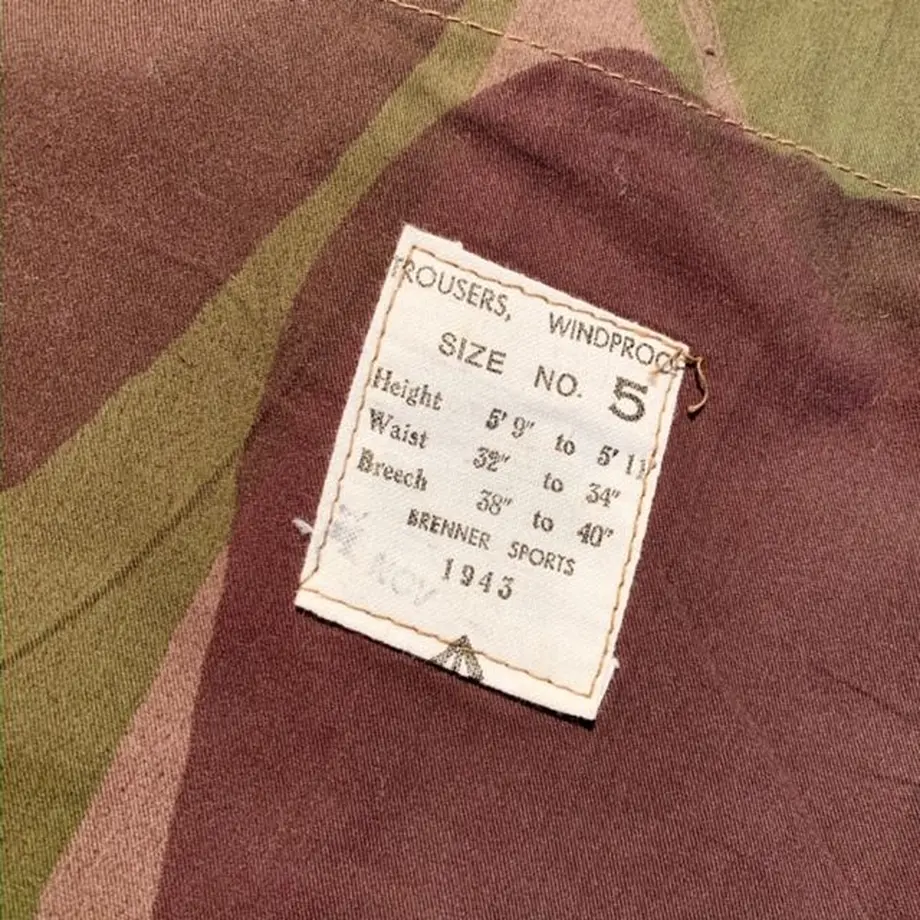 TROUSERS, WINDPROOF
SIZE NO. 5
Height 5' 9" to 5' 11"
Waist 32" to 34"
Breech 38" to 40"
BRENNER SPORTS
1943
NOV